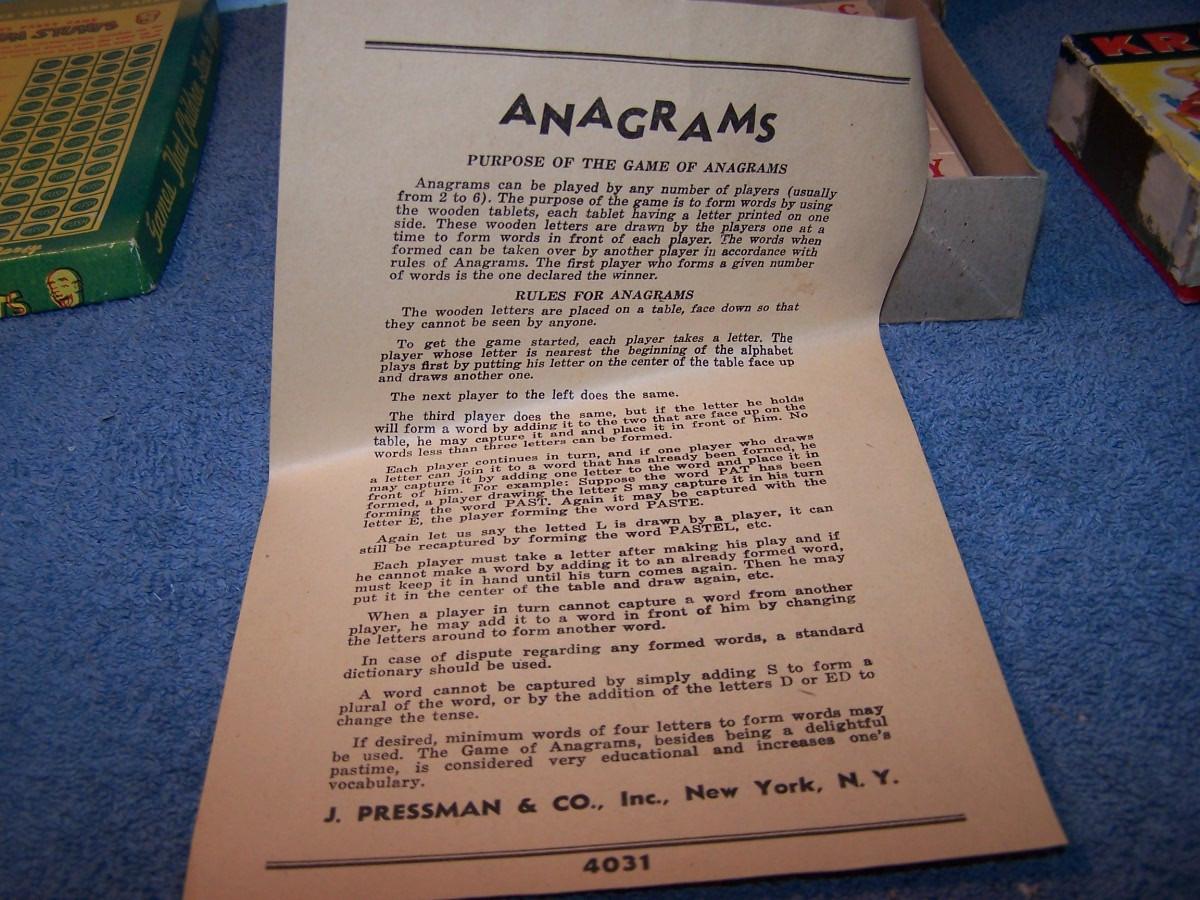 ANAGRAMS
PURPOSE OF THE GAME OF ANAGRAMS
Anagrams can be played by any number of players (usually
from 2 to 6). The purpose of the game is to form words by using
the wooden tablets, each tablet having a letter printed on one
side. These wooden letters are drawn by the players one at a
time to form words in front of each player. The words when
formed can be taken over by another player in accordance with
rules of Anagrams. The first player who forms a given number
of words is the one declared the winner.
RULES FOR ANAGRAMS
The wooden letters are placed on a table, face down so that
they cannot be seen by anyone.
To get the game started, each player takes a letter. The
player whose letter is nearest the beginning of the alphabet
plays first by putting his letter on the center of the table face up
and draws another one.
The next player to the left does the same.
The third player does the same, but if the letter he holds
will form a word by adding it to the two that are face up on the
table, he may capture it and and place it in front of him. No
words less than three letters can be formed.
Each player continues in turn, and if one player who draws
a letter can join it to a word that has already been formed, he
may capture it by adding one letter to the word and place it in
front of him. For example: Suppose the word PAT has been
formed, a player drawing the letter S may capture it in his turn
forming the word PAST. Again it may be captured with the
letter E, the player forming the word PASTE.
Again let us say the letted L is drawn by a player, it can
still be recaptured by forming the word PASTEL, etc.
Each player must take a letter after making his play and if
he cannot make a word by adding it to an already formed word,
must keep it in hand until his turn comes again. Then he may
put it in the center of the table and draw again, etc.
When a player in turn cannot capture a word from another
player, he may add it to a word in front of him by changing
the letters around to form another word.
In case of dispute regarding any formed words, a standard
dictionary should be used.
A word cannot be captured by simply adding S to form a
plural of the word, or by the addition of the letters D or ED to
change the tense.
If desired, minimum words of four letters to form words may
be used. The Game of Anagrams, besides being a delightful
pastime, is considered very educational and increases one's
vocabulary.
J. PRESSMAN & CO., Inc., New York, N. Y.
4031
Games That Children
C
Y
KR